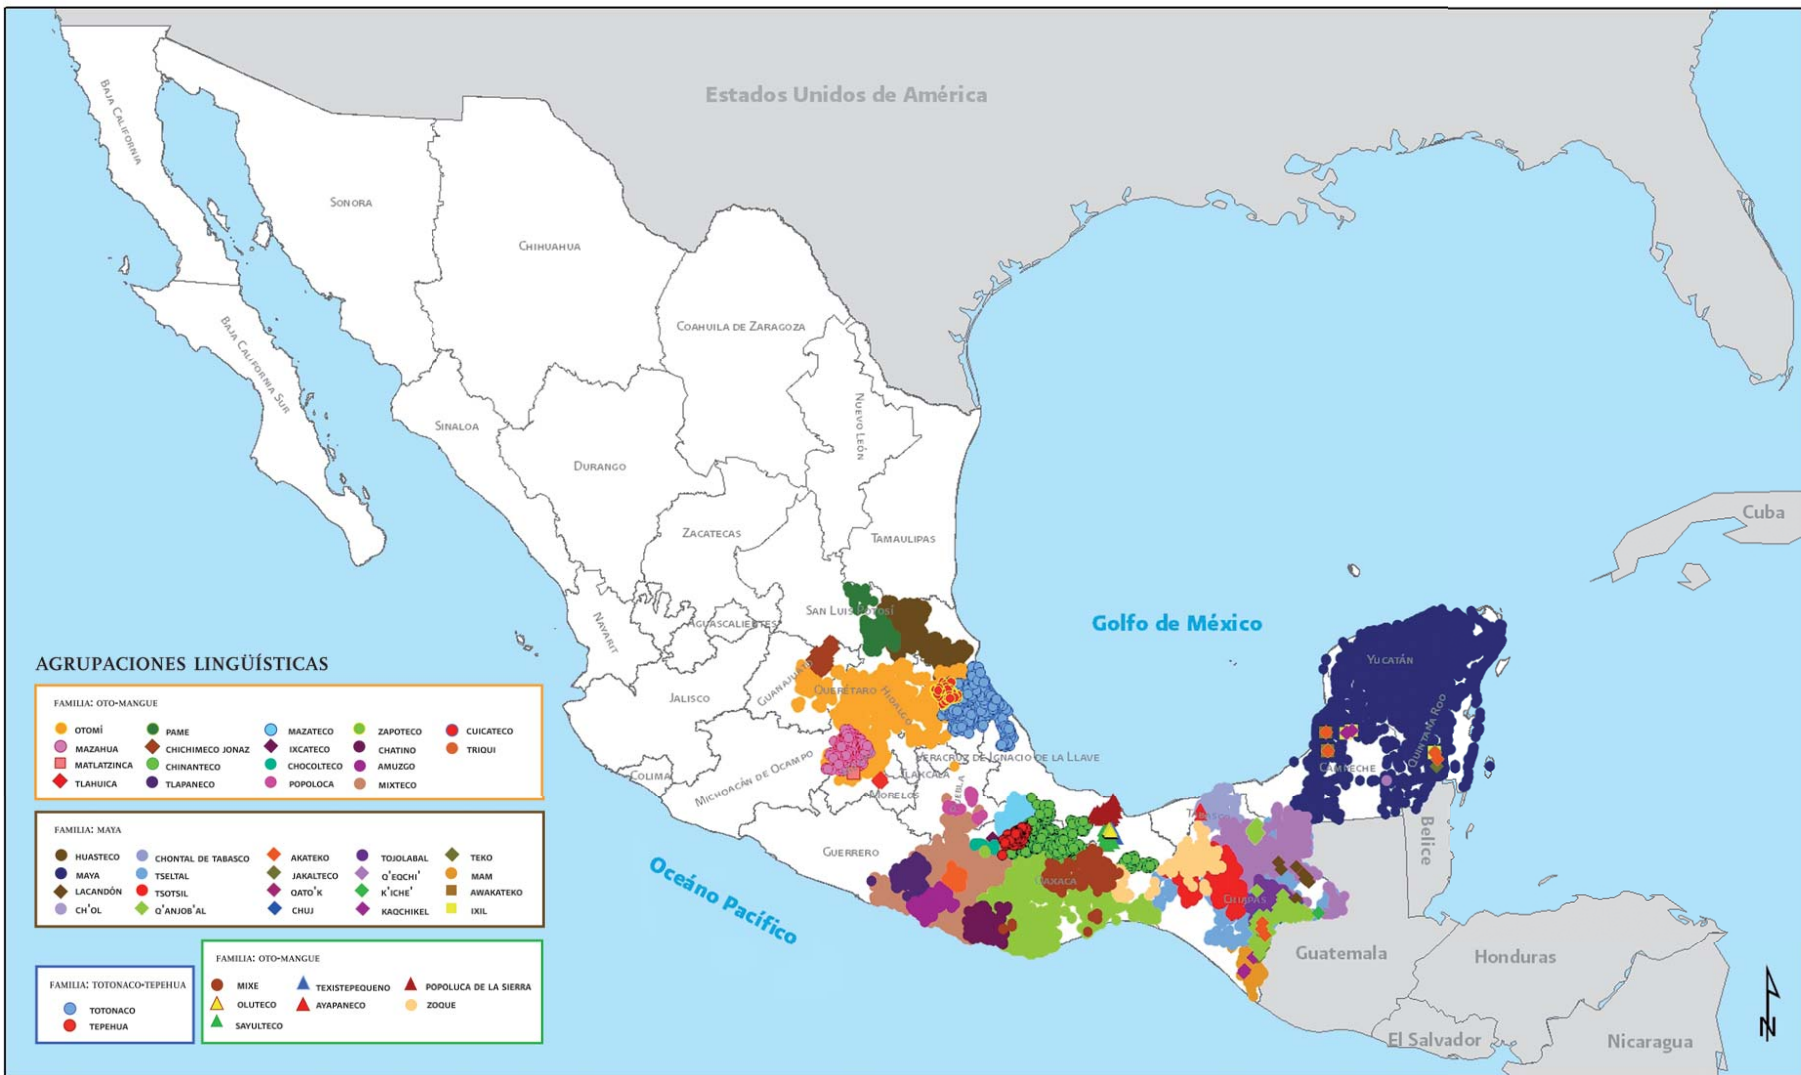 Estados Unidos de América
BAJA CALIFORNIA
SONORA
CHIHUAHUA
COAHUILA DE ZARAGOZA
BAJA CALIFORNIA SUR
NUEVO LEÓN
SINALOA
DURANGO
ZACATECAS
TAMAULIPAS
Cuba
SAN LUIS POTOSÍ
AGUASCALIENTES
NAYARIT
Golfo de México
YUCATÁN
JALISCO
GUANAJUATO
QUERÉTARO
HIDALGO
QUINTANA ROO
CAMPECHE
VERACRUZ DE IGNACIO DE LA LLAVE
TLAXCALA
COLIMA
MICHOACÁN DE OCAMPO
MORELOS
PUEBLA
TABASCO
Belice
GUERRERO
OAXACA
CHIAPAS
Oceáno Pacífico
Guatemala
Honduras
El Salvador
Nicaragua
N
AGRUPACIONES LINGÜÍSTICAS
FAMILIA: OTO-MANGUE
OTOMÍ PAME MAZATECO ZAPOTECO CUICATECO
MAZAHUA CHICHIMECO JONAZ IXCATECO CHATINO TRIQUI
MATLATZINCA CHINANTECO CHOCOLTECO AMUZGO
TLAHUICA TLAPANECO POPOLOCA MIXTECO
FAMILIA: MAYA
HUASTECO CHONTAL DE TABASCO AKATEKO TOJOLABAL TEKO
MAYA TSELTAL JAKALTECO Q'EQCHI' MAM
LACANDÓN TSOTSIL QATO'K K'ICHE' AWAKATEKO
CH'OL Q'ANJOB'AL CHUJ KAQCHIKEL IXIL
FAMILIA: TOTONACO-TEPEHUA
TOTONACO
TEPEHUA
FAMILIA: OTO-MANGUE
MIXE TEXISTEPEQUENO POPOLUCA DE LA SIERRA
OLUTECO AYAPANECO ZOQUE
SAYULTECO